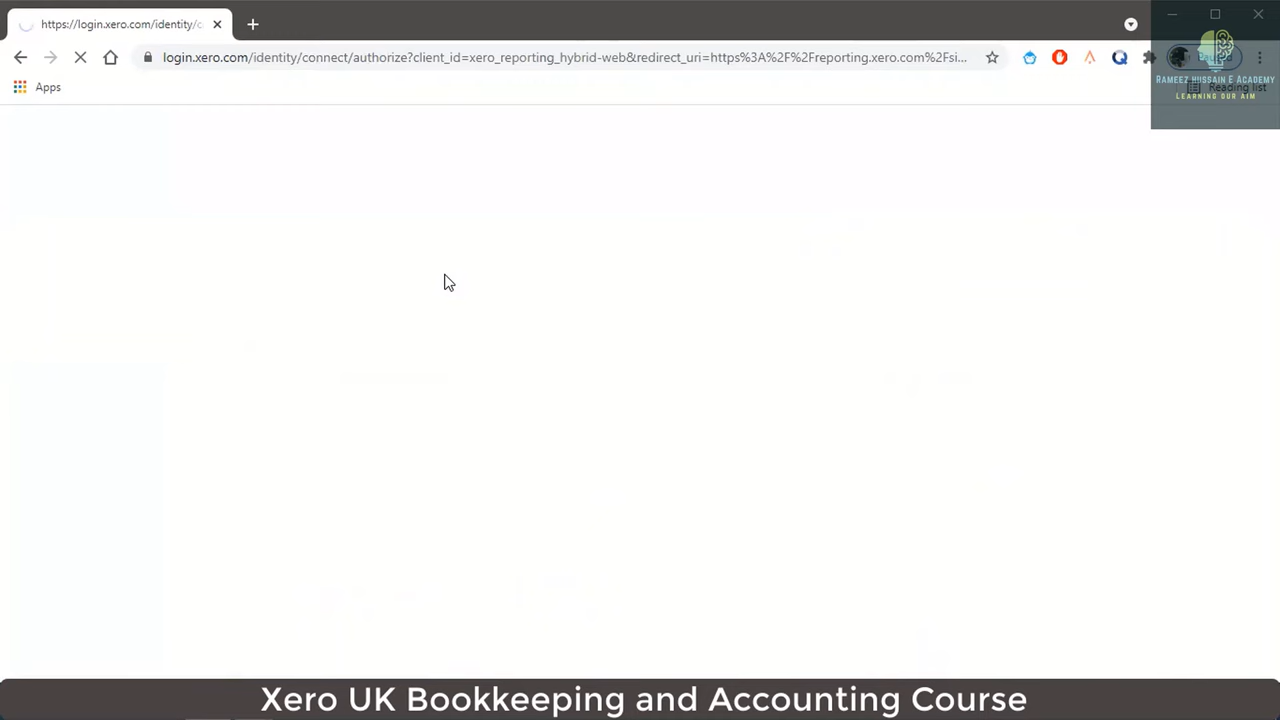 https://login.xero.com/identity/c
login.xero.com/identity/connect/authorize?client_id=xero_reporting_hybrid-web&redirect_uri=https%3A%2F%2Freporting.xero.com%2Fsi...
Apps
Reading list
RAMEEZ HUSSAIN E ACADEMY
LEARNING OUR AIM
Xero UK Bookkeeping and Accounting Course